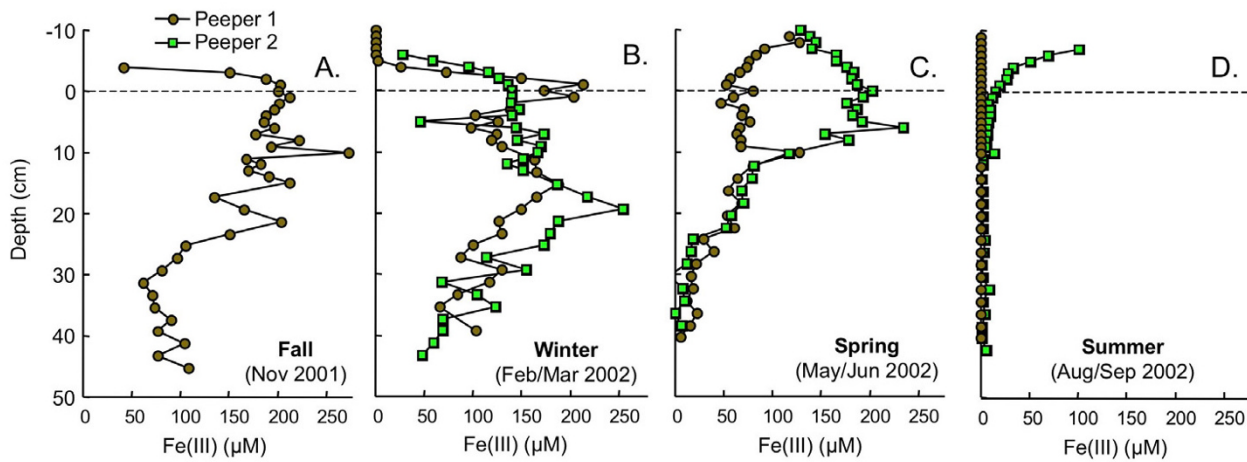 Peeper 1
Peeper 2
A.
B.
C.
D.
-10
0
10
20
30
40
50
Depth (cm)
Fall
(Nov 2001)
Winter
(Feb/Mar 2002)
Spring
(May/Jun 2002)
Summer
(Aug/Sep 2002)
0 50 100 150 200 250
0 50 100 150 200 250
0 50 100 150 200 250
0 50 100 150 200 250
Fe(III) (µM)
Fe(III) (µM)
Fe(III) (µM)
Fe(III) (µM)